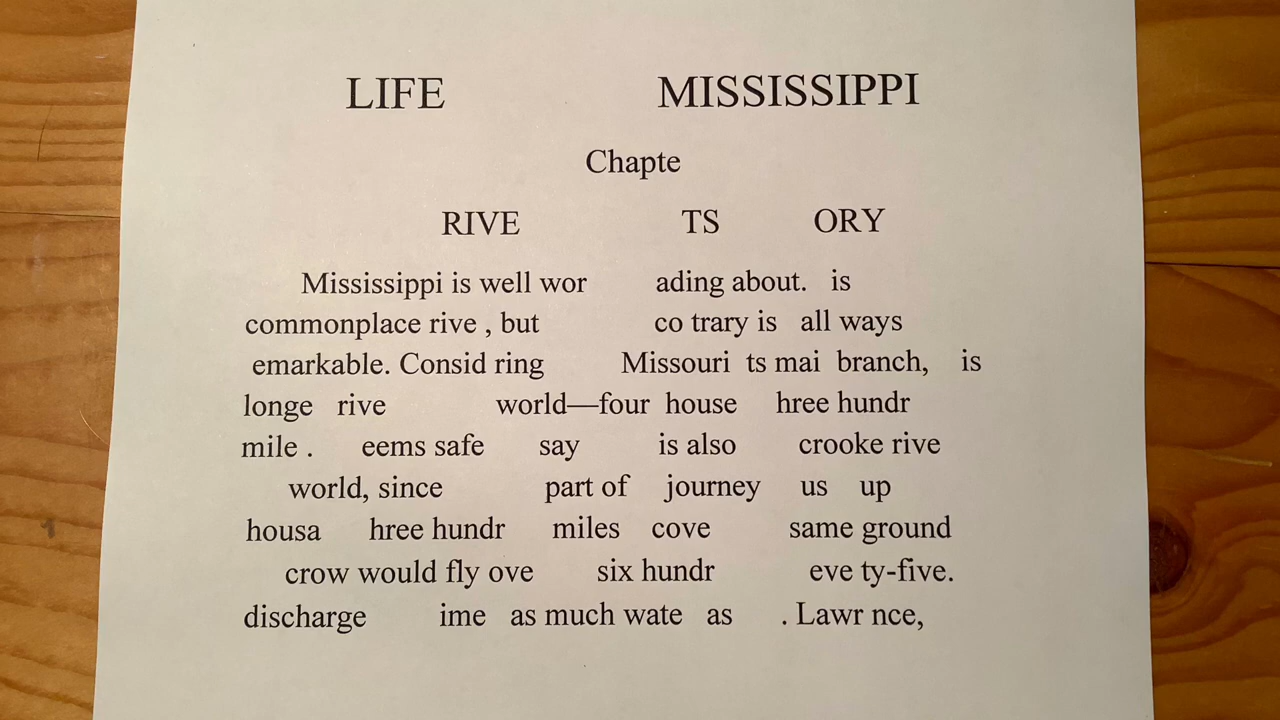 LIFE MISSISSIPPI
Chapte
RIVE TS ORY
Mississippi is well wor ading about. is
commonplace rive , but co trary is all ways
emarkable. Consid ring Missouri ts mai branch, is
longe rive world—four house hree hundr
mile . eems safe say is also crooke rive
world, since part of journey us up
housa hree hundr miles cove same ground
crow would fly ove six hundr eve ty-five.
discharge ime as much wate as . Lawr nce,